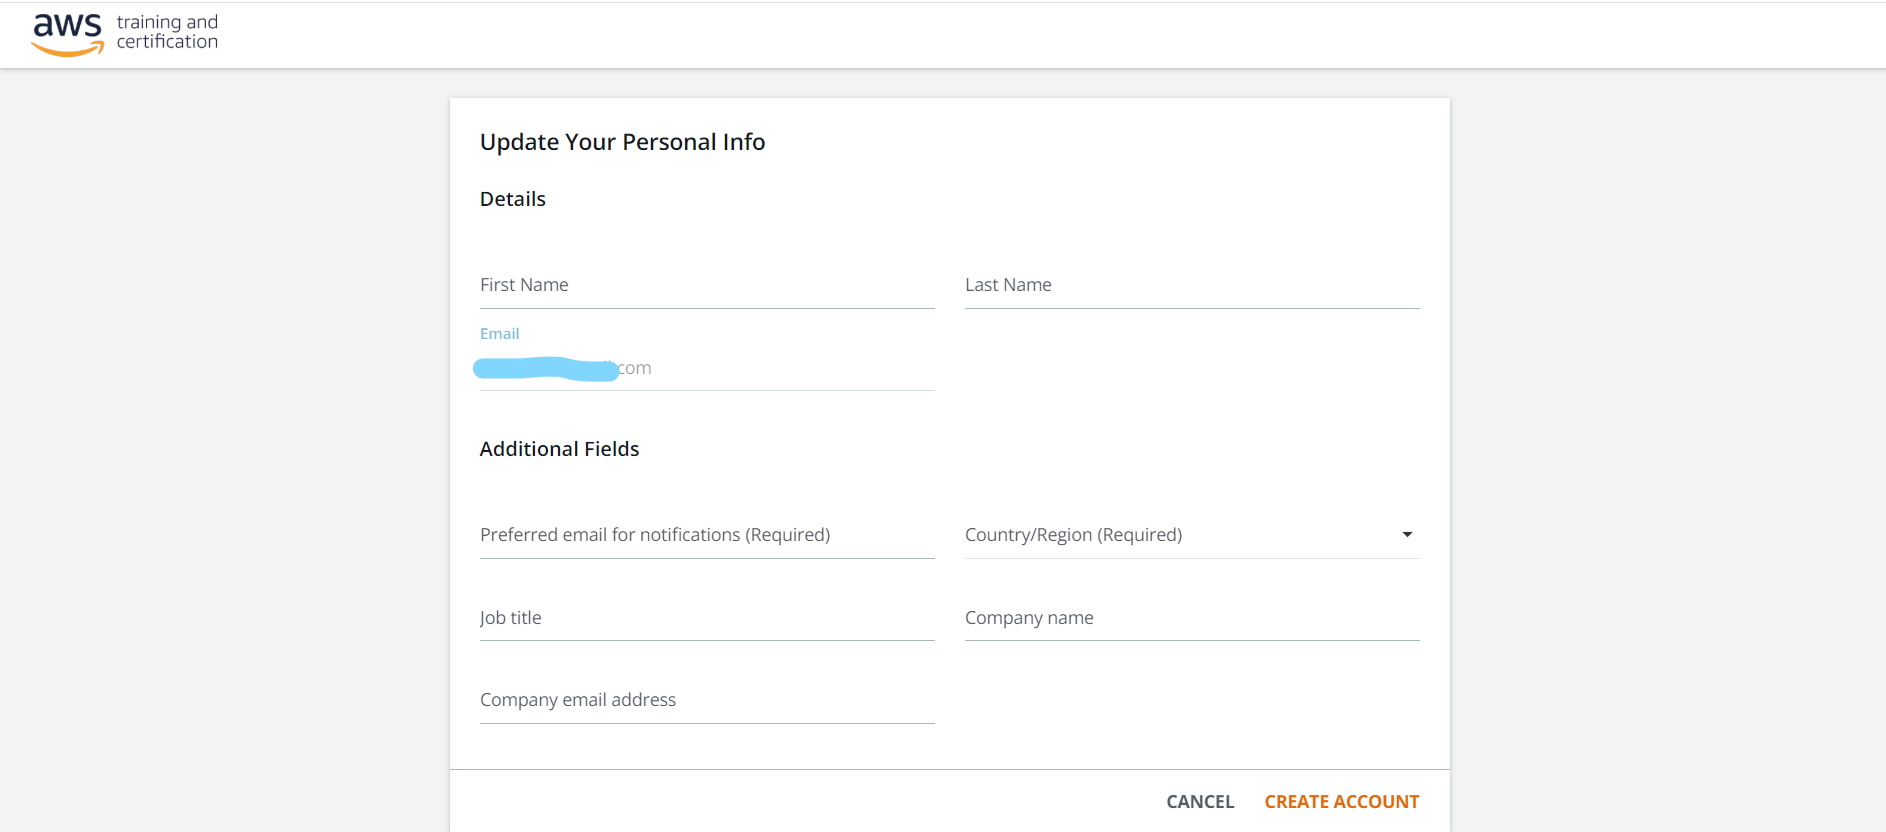 aws training and
certification
Update Your Personal Info
Details
First Name
Last Name
Email
.com
Additional Fields
Preferred email for notifications (Required)
Country/Region (Required)
Job title
Company name
Company email address
CANCEL
CREATE ACCOUNT